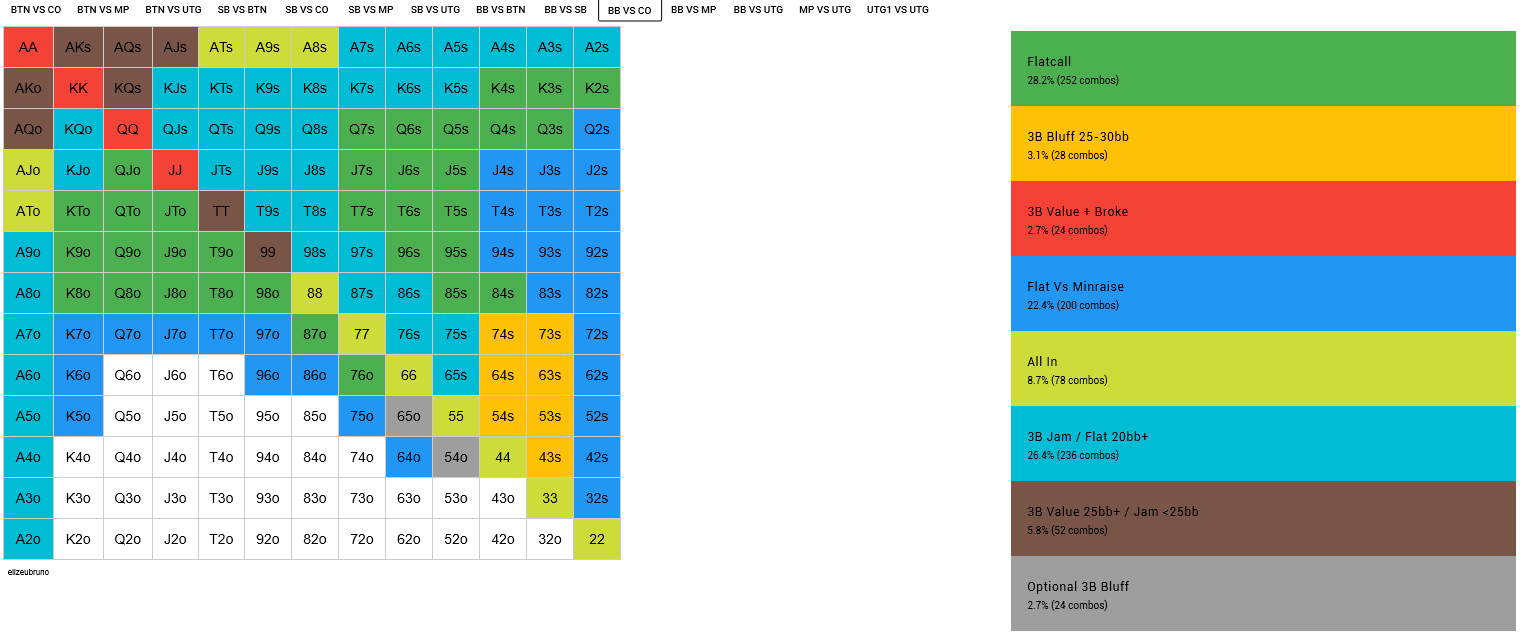 BTN VS CO BTN VS MP BTN VS UTG SB VS BTN SB VS CO SB VS MP SB VS UTG BB VS BTN BB VS SB BB VS CO BB VS MP BB VS UTG MP VS UTG UTG1 VS UTG
AA AKs AQs AJs ATs A9s A8s A7s A6s A5s A4s A3s A2s
AKo KK KQs KJs KTs K9s K8s K7s K6s K5s K4s K3s K2s
AQo KQo QQ QJs QTs Q9s Q8s Q7s Q6s Q5s Q4s Q3s Q2s
AJo KJo QJo JJ JTs J9s J8s J7s J6s J5s J4s J3s J2s
ATo KTo QTo JTo TT T9s T8s T7s T6s T5s T4s T3s T2s
A9o K9o Q9o J9o T9o 99 98s 97s 96s 95s 94s 93s 92s
A8o K8o Q8o J8o T8o 98o 88 87s 86s 85s 84s 83s 82s
A7o K7o Q7o J7o T7o 97o 87o 77 76s 75s 74s 73s 72s
A6o K6o Q6o J6o T6o 96o 86o 76o 66 65s 64s 63s 62s
A5o K5o Q5o J5o T5o 95o 85o 75o 65o 55 54s 53s 52s
A4o K4o Q4o J4o T4o 94o 84o 74o 64o 54o 44 43s 42s
A3o K3o Q3o J3o T3o 93o 83o 73o 63o 53o 43o 33 32s
A2o K2o Q2o J2o T2o 92o 82o 72o 62o 52o 42o 32o 22
elizeubruno
Flatcall
28.2% (252 combos)
3B Bluff 25-30bb
3.1% (28 combos)
3B Value + Broke
2.7% (24 combos)
Flat Vs Minraise
22.4% (200 combos)
All In
8.7% (78 combos)
3B Jam / Flat 20bb+
26.4% (236 combos)
3B Value 25bb+ / Jam <25bb
5.8% (52 combos)
Optional 3B Bluff
2.7% (24 combos)